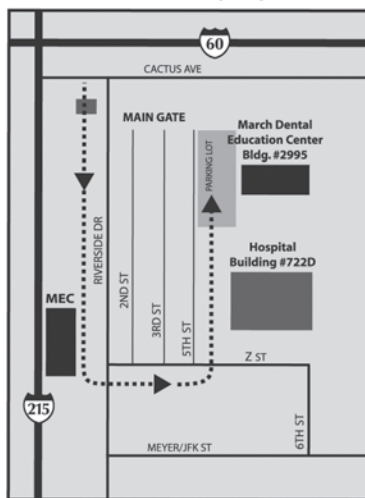 60
CACTUS AVE
MAIN GATE
March Dental
Education Center
Bldg. #2995
PARKING LOT
RIVERSIDE DR
2ND ST
3RD ST
5TH ST
Hospital
Building #722D
MEC
Z ST
215
6TH ST
MEYER/JFK ST